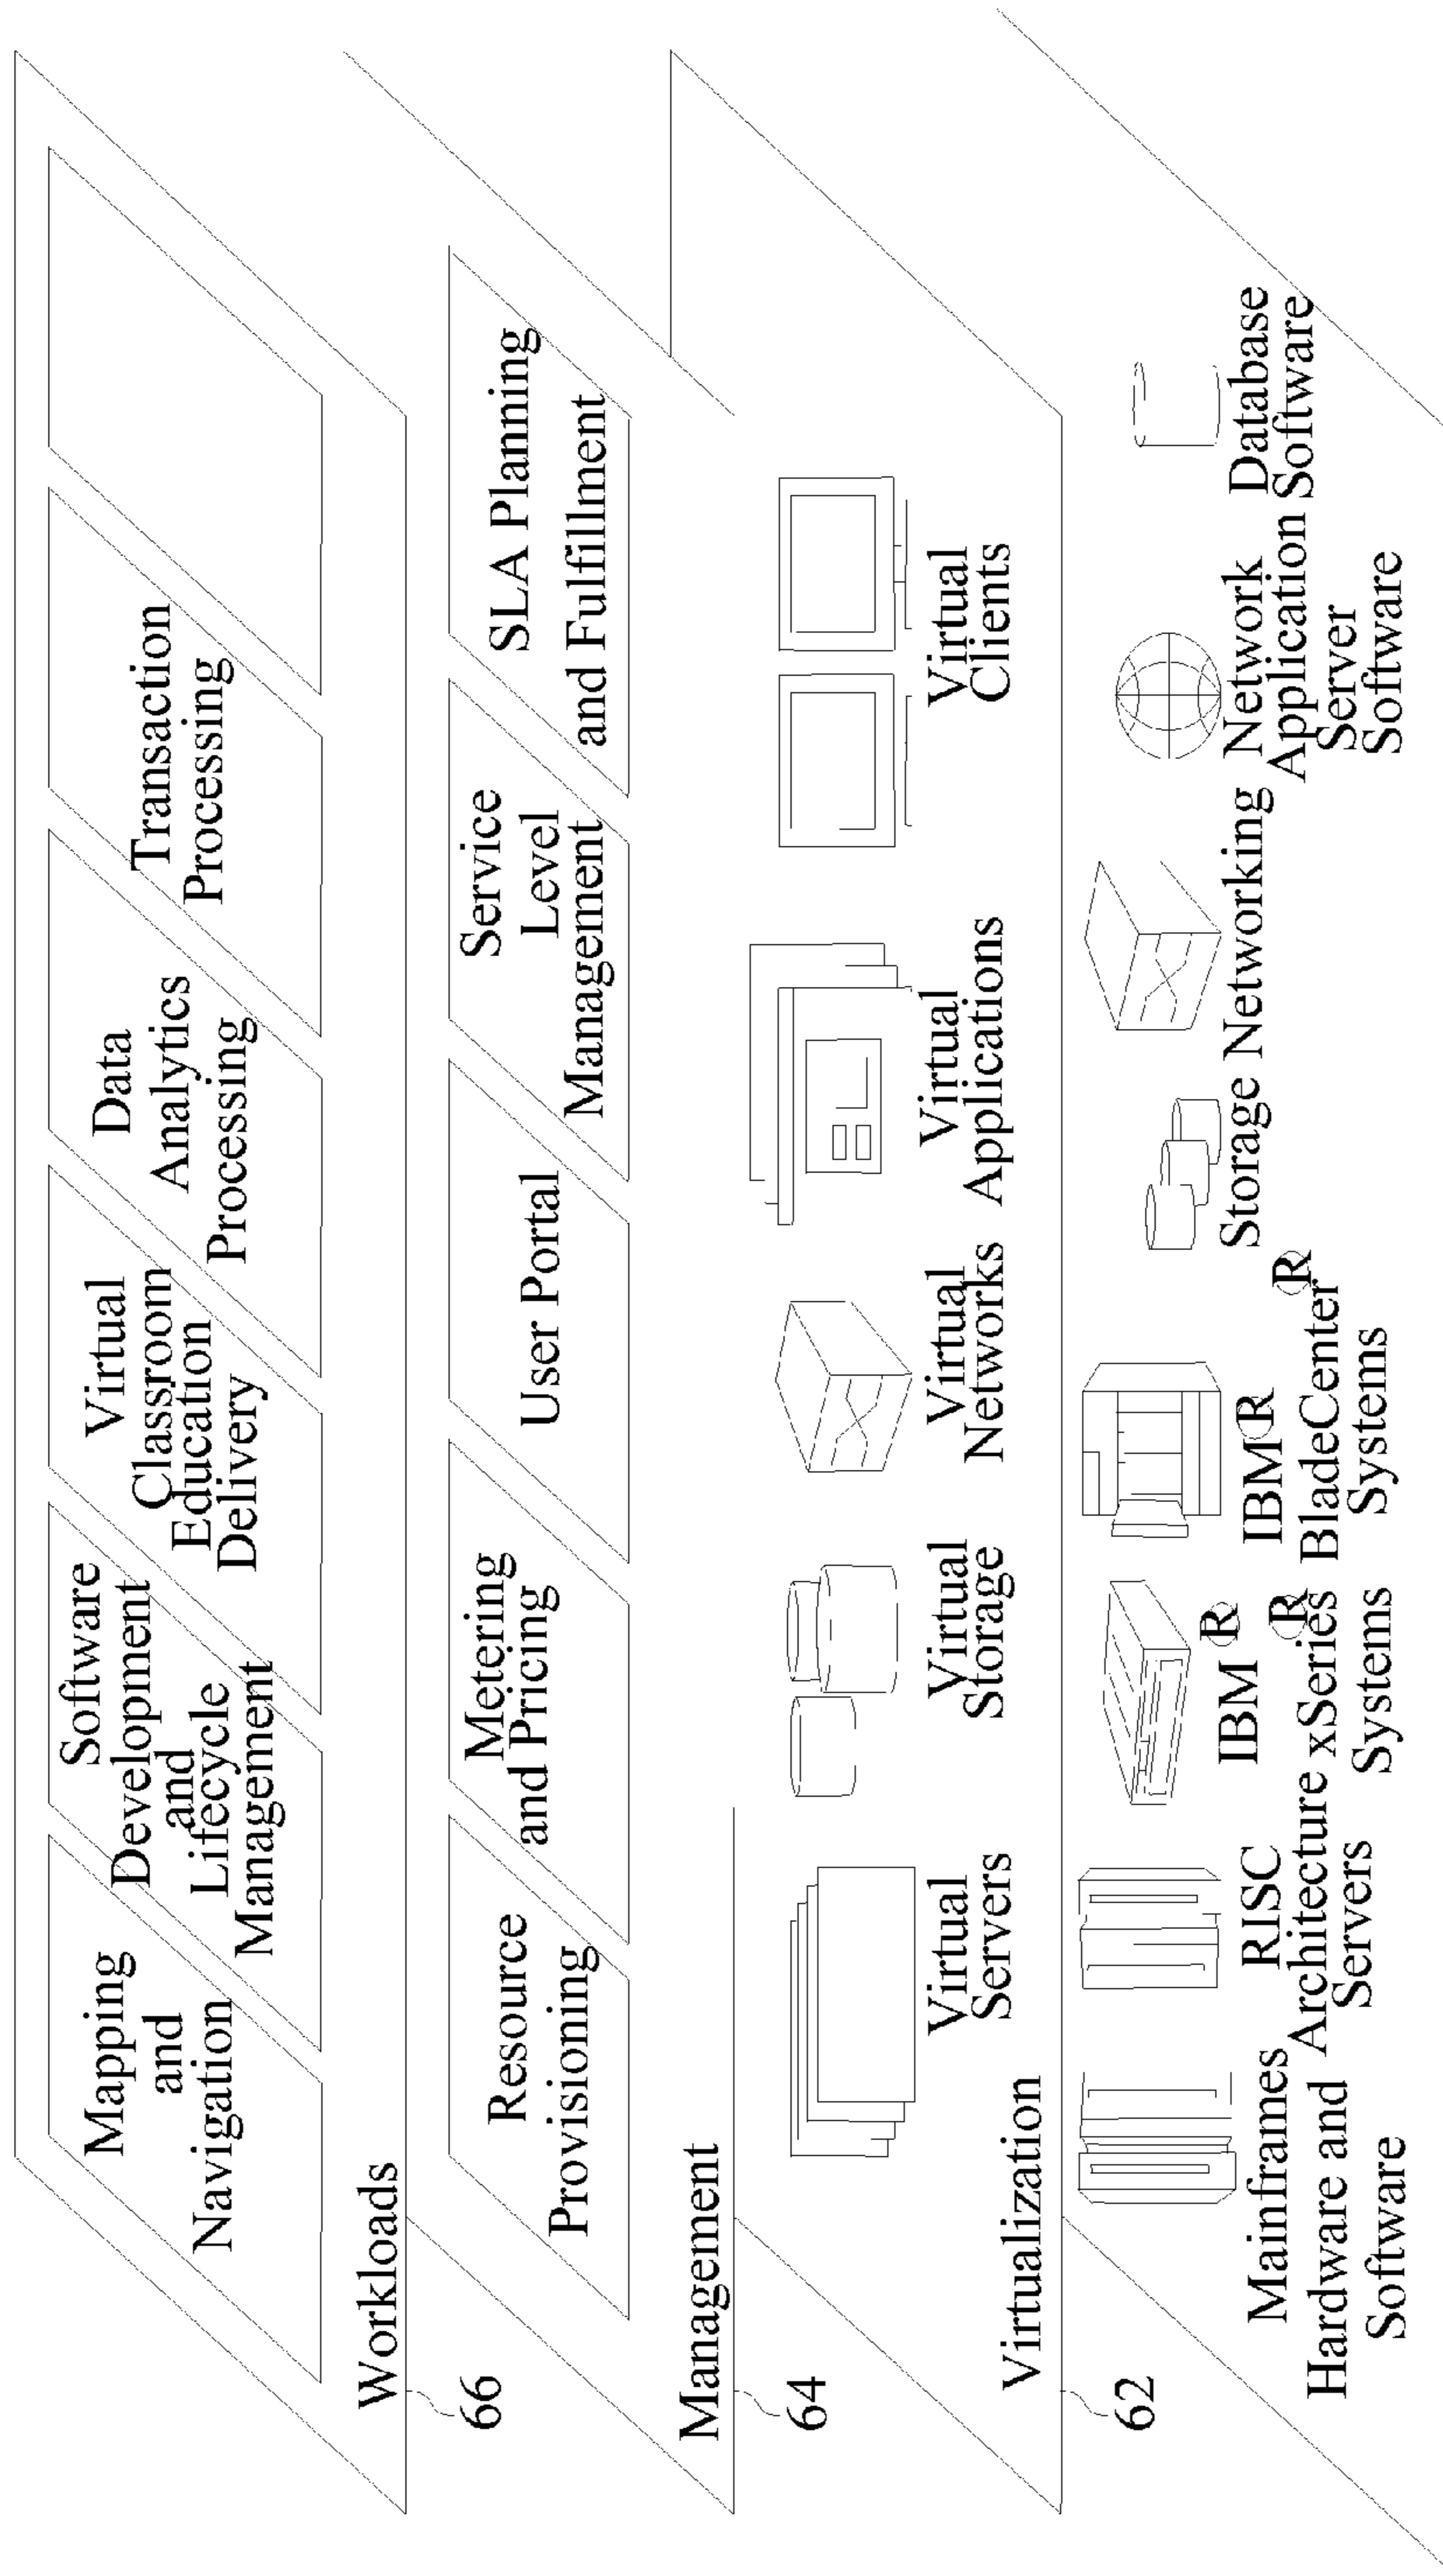 Mapping
and
Navigation
Software
Development
and
Lifecycle
Management
Virtual
Classroom
Education
Delivery
Data
Analytics
Processing
Transaction
Processing
Workloads
66
Resource
Provisioning
Metering
and Pricing
User Portal
Service
Level
Management
SLA Planning
and Fulfillment
Management
64
Virtual
Servers
Virtual
Storage
Virtual
Networks
Virtual
Applications
Virtual
Clients
Virtualization
62
Mainframes
Hardware and
Software
RISC
Architecture
Servers
IBM®
xSeries®
Systems
IBM®
BladeCenter®
Systems
Storage
Networking
Network
Application
Server
Software
Database
Software